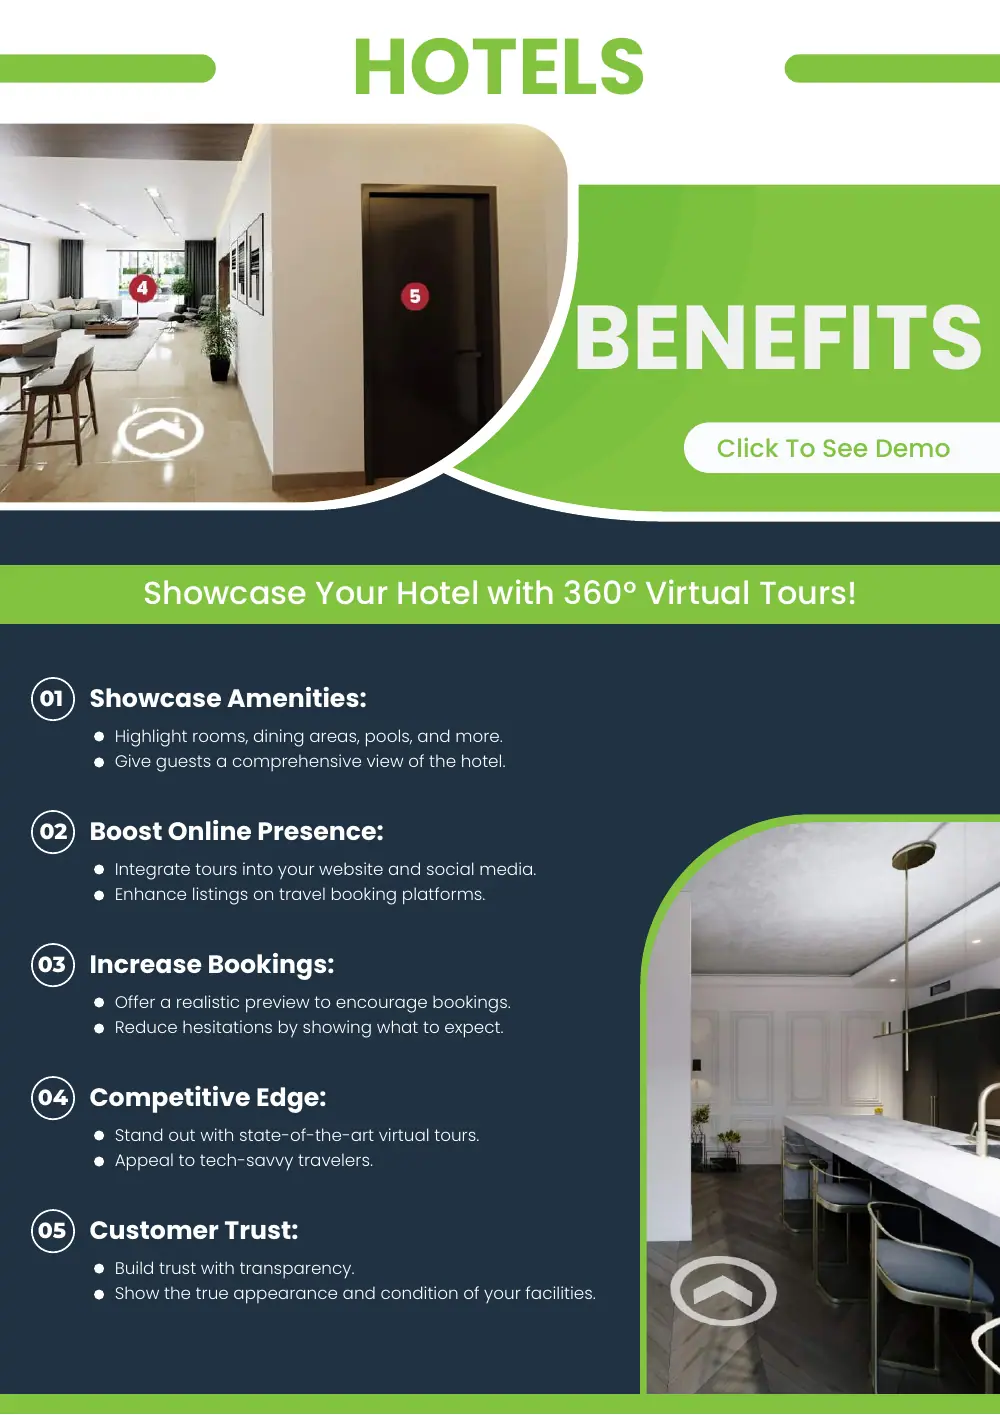 HOTELS
4
5
BENEFITS
Click To See Demo
Showcase Your Hotel with 360° Virtual Tours!
01 Showcase Amenities:
● Highlight rooms, dining areas, pools, and more.
● Give guests a comprehensive view of the hotel.
02 Boost Online Presence:
● Integrate tours into your website and social media.
● Enhance listings on travel booking platforms.
03 Increase Bookings:
● Offer a realistic preview to encourage bookings.
● Reduce hesitations by showing what to expect.
04 Competitive Edge:
● Stand out with state-of-the-art virtual tours.
● Appeal to tech-savvy travelers.
05 Customer Trust:
● Build trust with transparency.
● Show the true appearance and condition of your facilities.